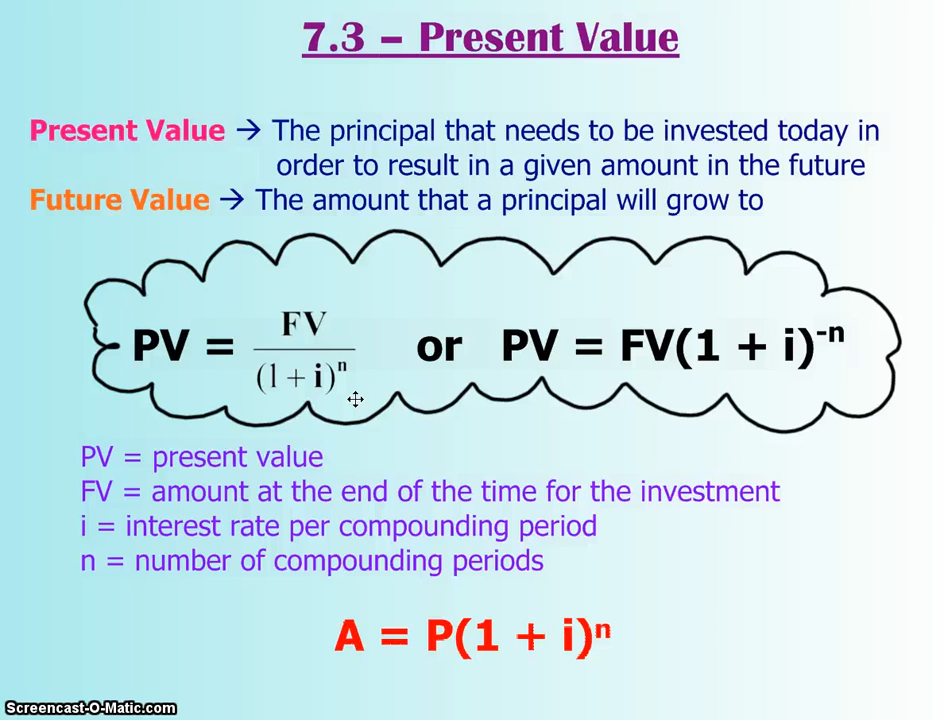 7.3 – Present Value
Present Value → The principal that needs to be invested today in
order to result in a given amount in the future
Future Value → The amount that a principal will grow to
PV = FV / (1 + i)ⁿ or PV = FV(1 + i)⁻ⁿ
PV = present value
FV = amount at the end of the time for the investment
i = interest rate per compounding period
n = number of compounding periods
A = P(1 + i)ⁿ
Screencast-O-Matic.com